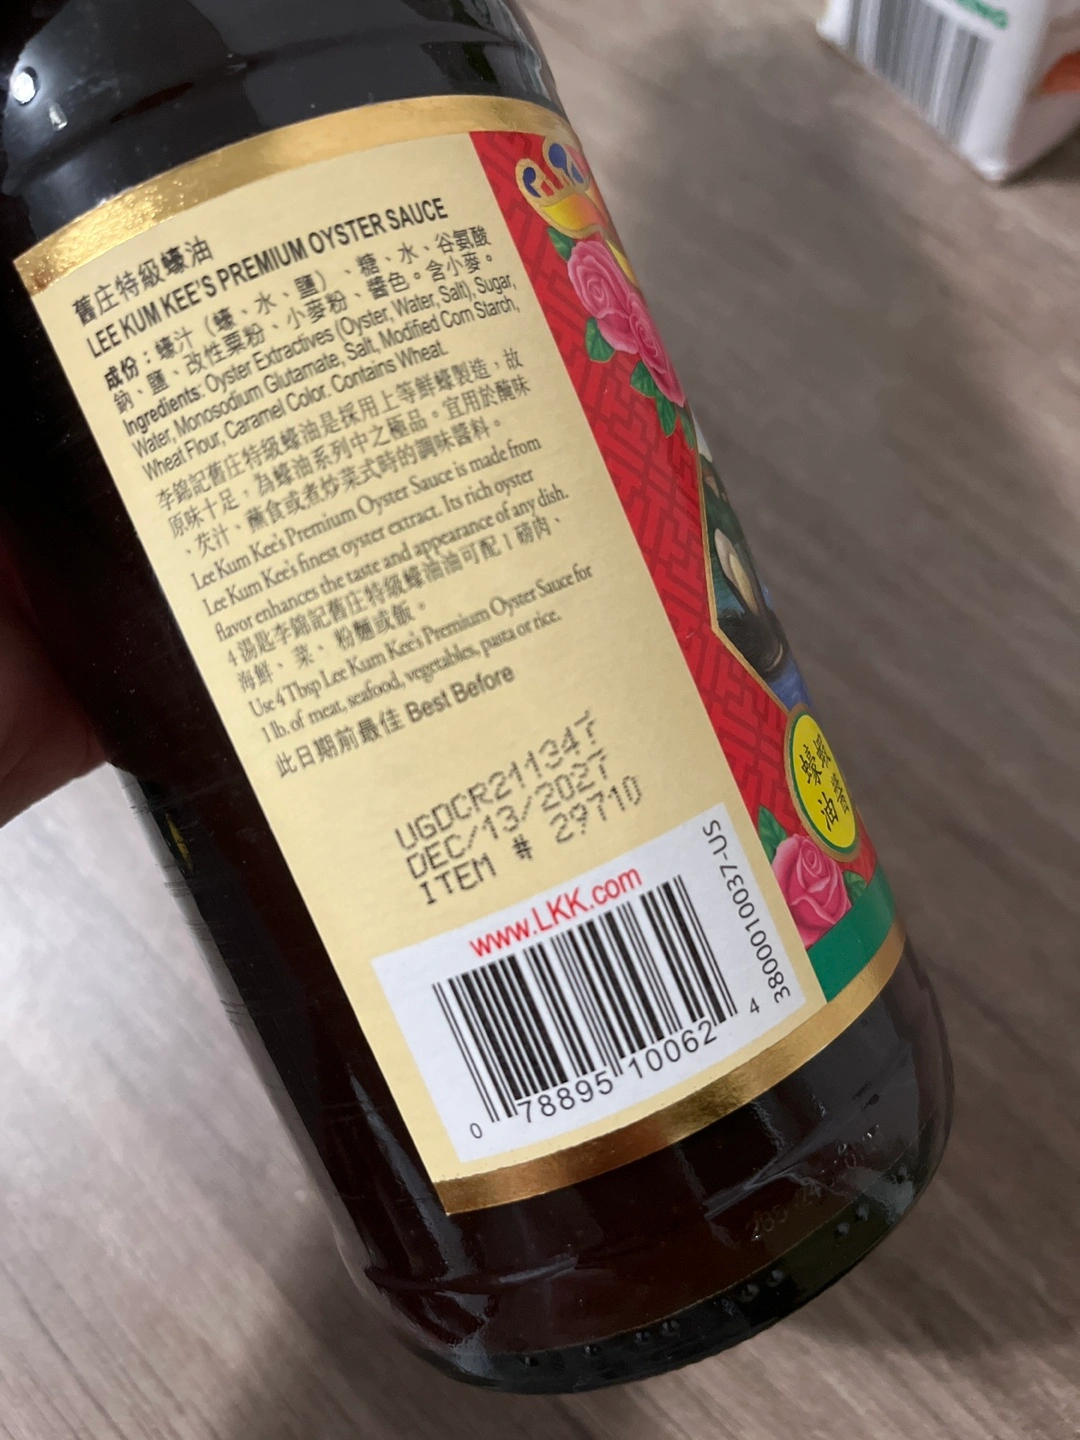 舊庄特級蠔油
LEE KUM KEE'S PREMIUM OYSTER SAUCE
成份：蠔汁（蠔、水、鹽）、糖、水、谷氨酸
鈉、鹽、改性粟粉、小麥粉、醬色。含小麥。
Ingredients: Oyster Extractives (Oyster, Water, Salt), Sugar,
Water, Monosodium Glutamate, Salt, Modified Corn Starch,
Wheat Flour, Caramel Color. Contains Wheat.
李錦記舊庄特級蠔油是採用上等鮮蠔製造，故
原味十足，為蠔油系列中之極品。宜用於醃味
、芡汁、蘸食或煮炒菜式時的調味醬料。
Lee Kum Kee's Premium Oyster Sauce is made from
Lee Kum Kee's finest oyster extract. Its rich oyster
flavor enhances the taste and appearance of any dish.
4 湯匙李錦記舊庄特級蠔油油可配 1 磅肉、
海鮮、菜、粉麵或飯。
Use 4 Tbsp Lee Kum Kee's Premium Oyster Sauce for
1 lb. of meat, seafood, vegetables, pasta or rice.
此日期前最佳 Best Before
UGDCR211347
DEC/13/2027
ITEM # 29710
www.LKK.com
0 78895 10062 4
3800010037-US
蠔油